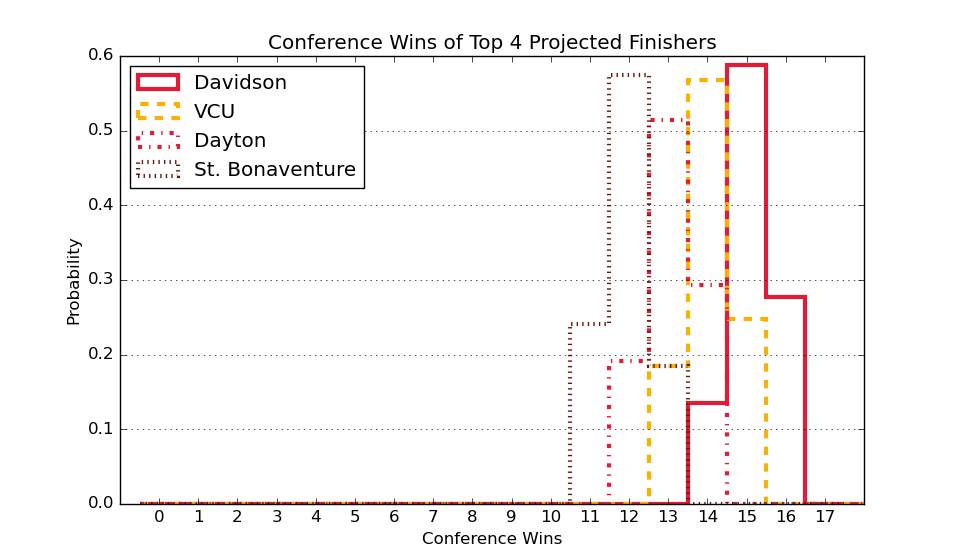 Conference Wins of Top 4 Projected Finishers
Davidson
VCU
Dayton
St. Bonaventure
Probability
0.6
0.5
0.4
0.3
0.2
0.1
0.0
0 1 2 3 4 5 6 7 8 9 10 11 12 13 14 15 16 17
Conference Wins